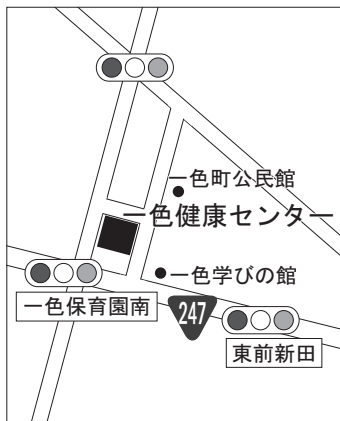 一色町公民館
一色健康センター
一色学びの館
一色保育園南
247
東前新田